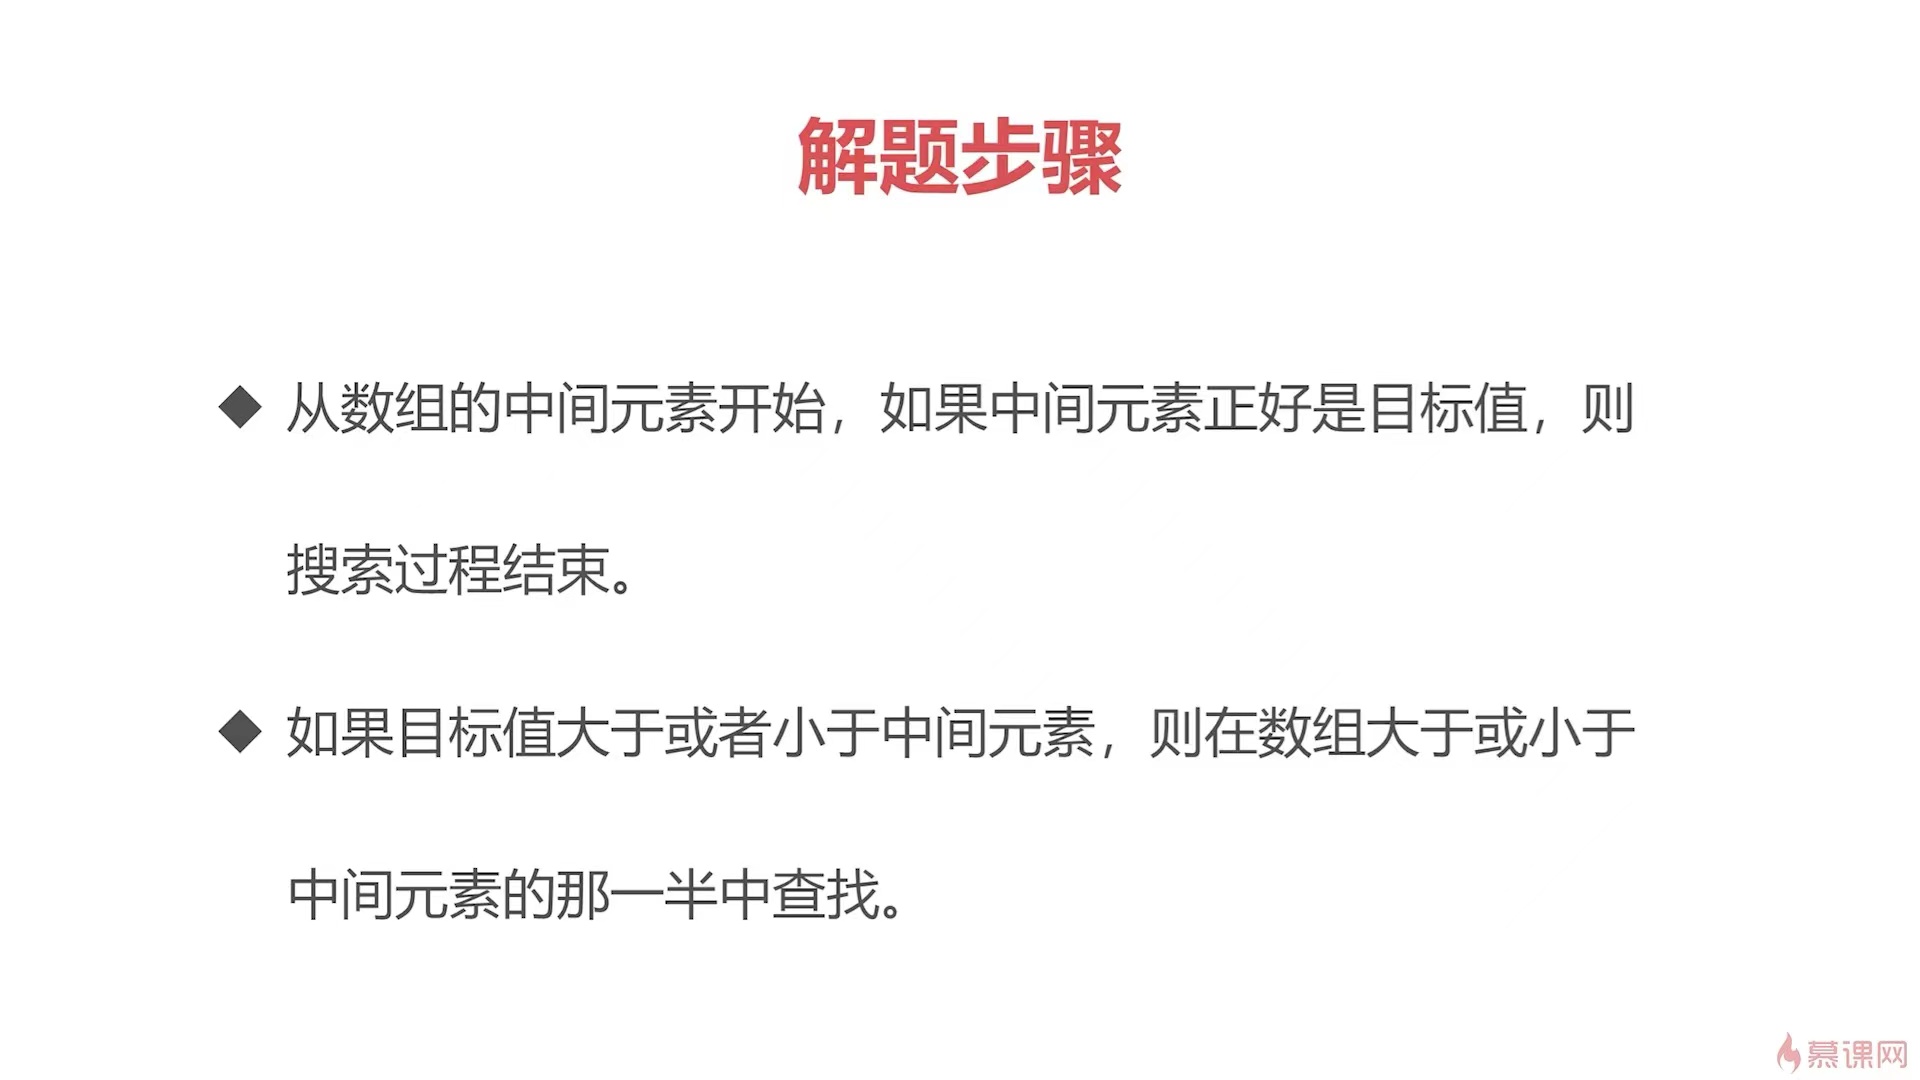 解题步骤
◆ 从数组的中间元素开始，如果中间元素正好是目标值，则
搜索过程结束。
◆ 如果目标值大于或者小于中间元素，则在数组大于或小于
中间元素的那一半中查找。
慕课网